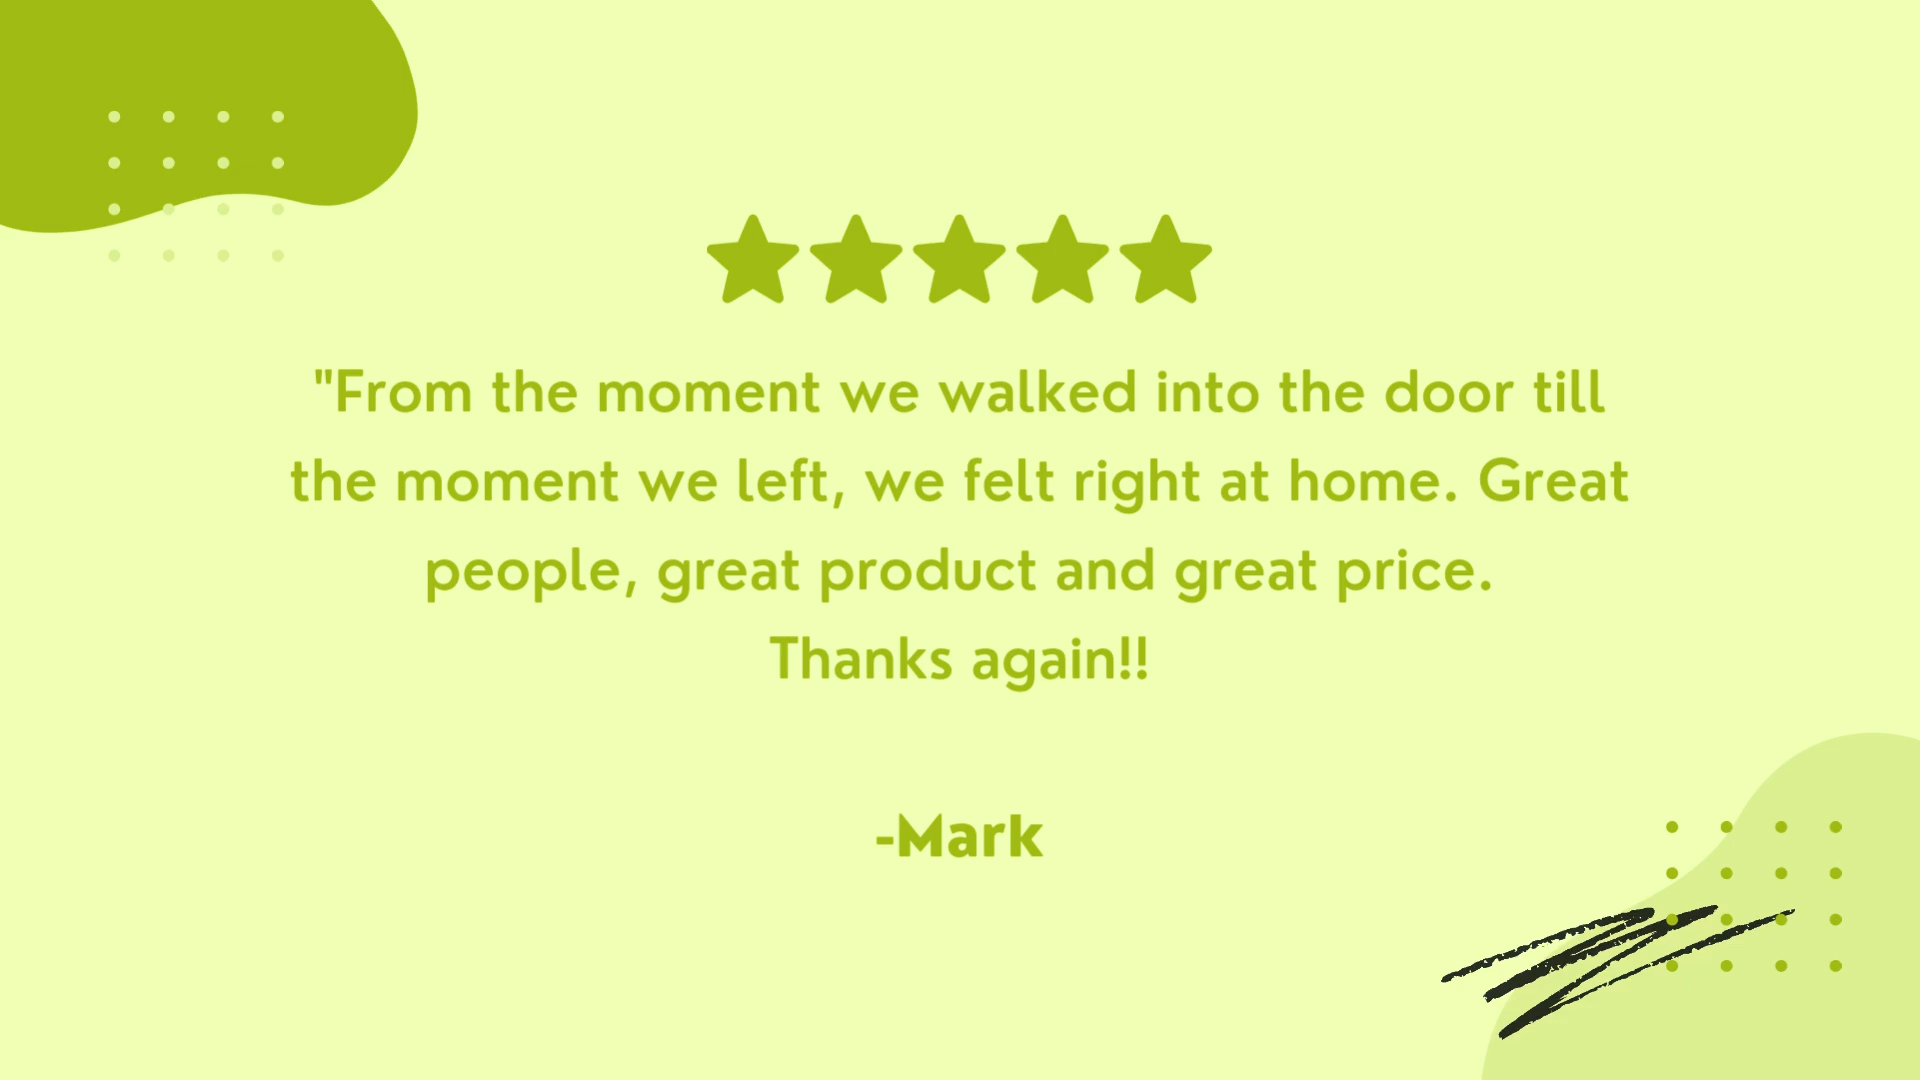 "From the moment we walked into the door till
the moment we left, we felt right at home. Great
people, great product and great price.
Thanks again!!
-Mark